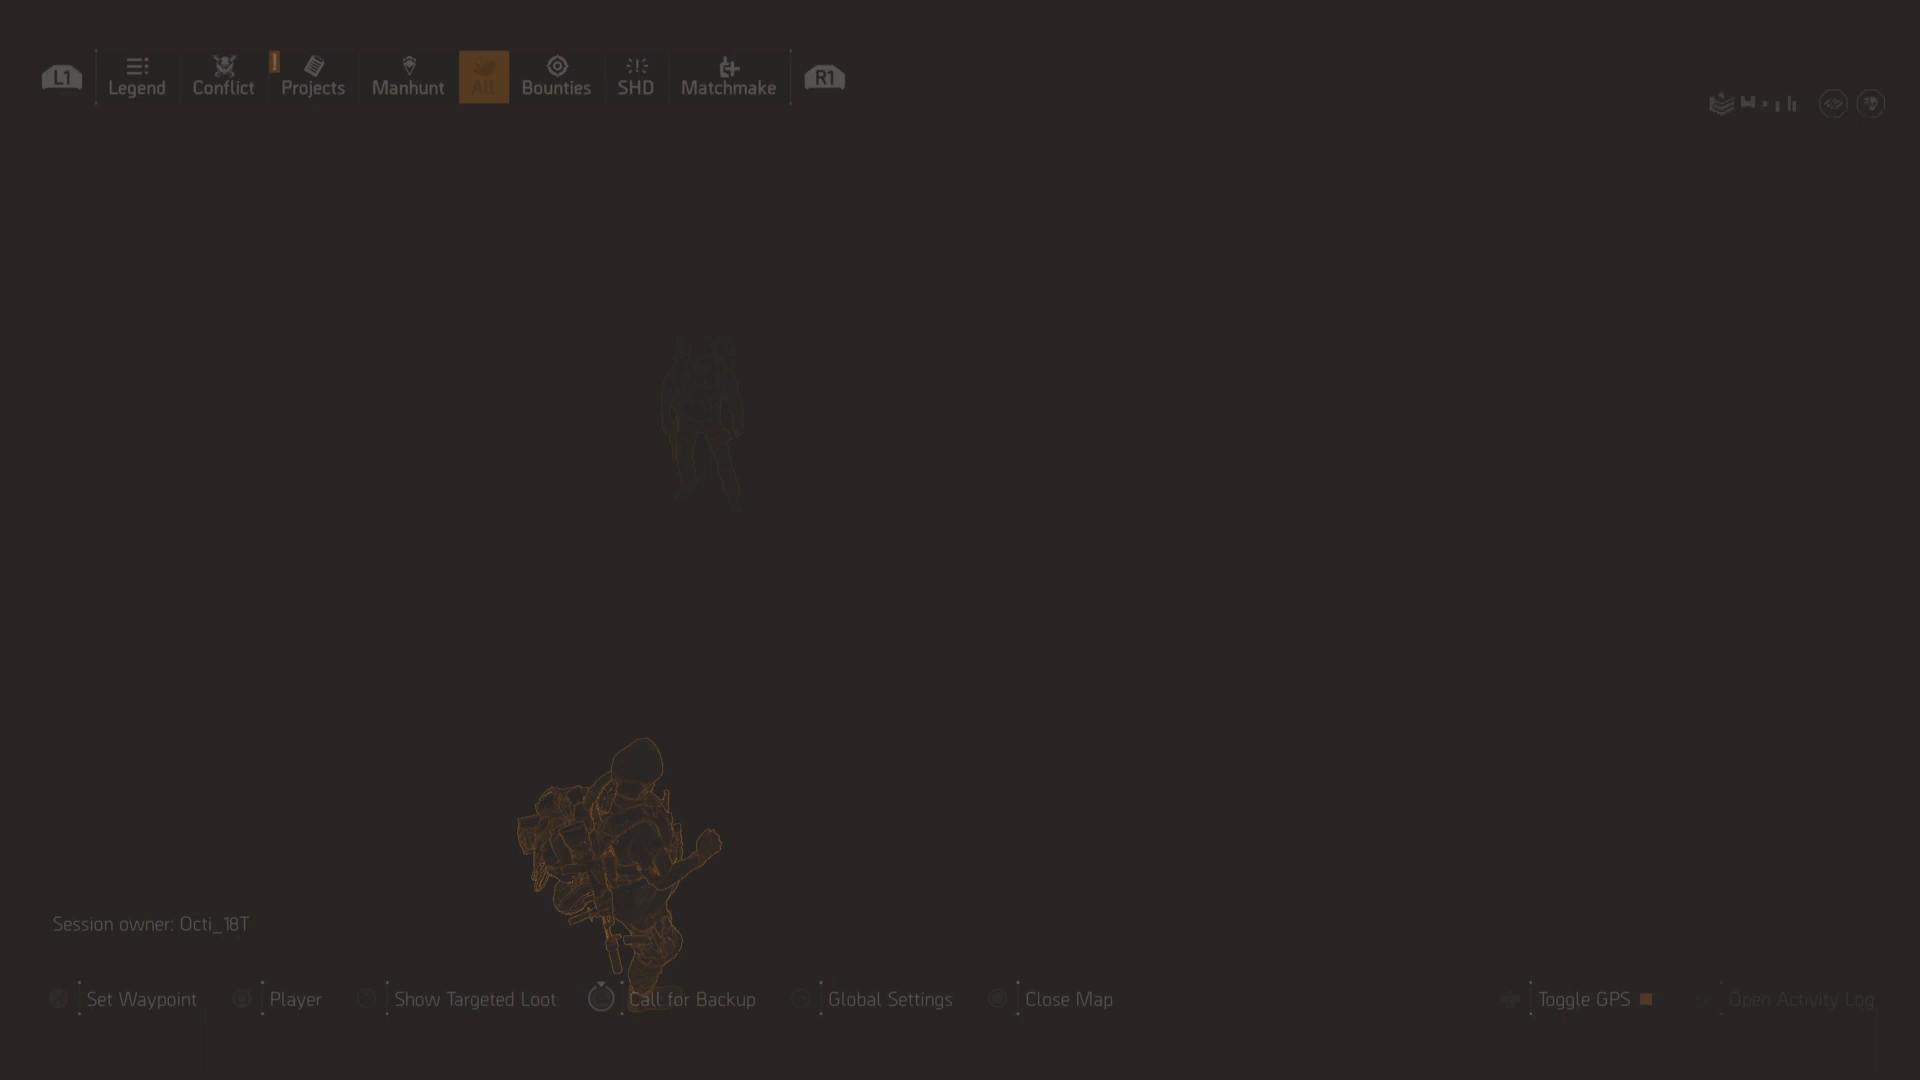 L1
Legend
Conflict
!
Projects
Manhunt
All
Bounties
SHD
Matchmake
R1
Session owner: Octi_18T
Set Waypoint
Player
Show Targeted Loot
Call for Backup
Global Settings
Close Map
Toggle GPS
Open Activity Log